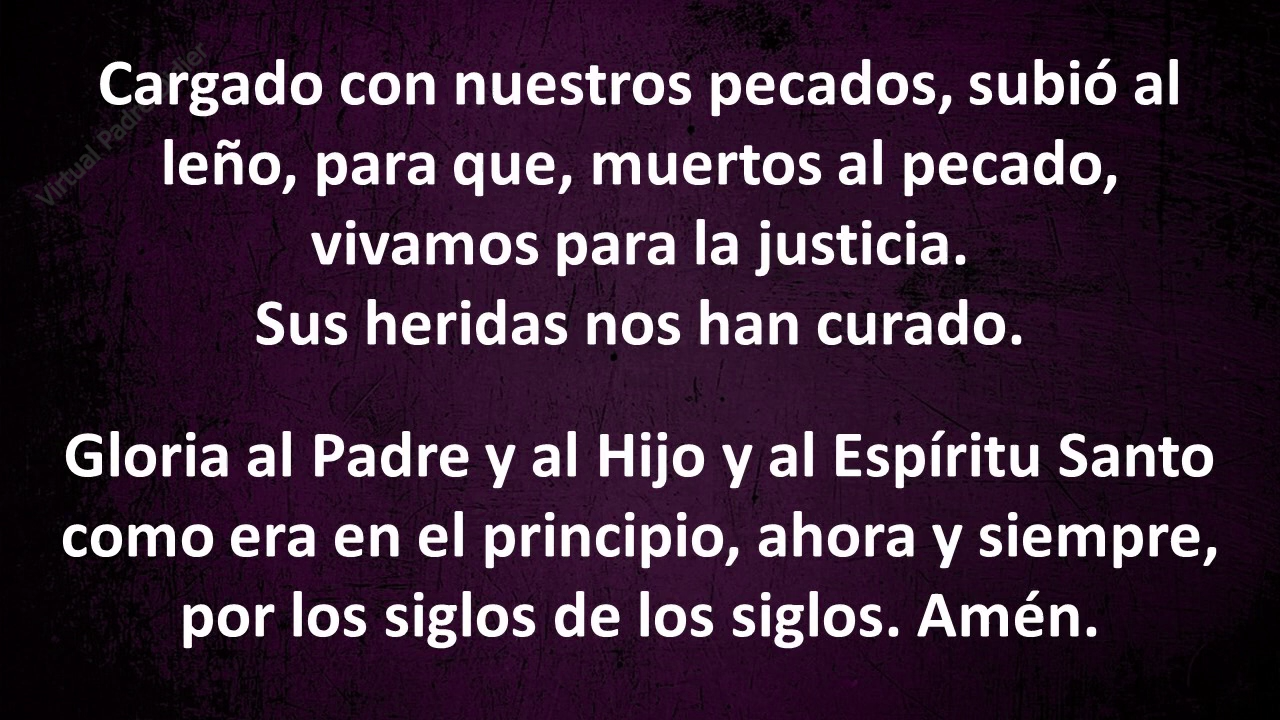 Cargado con nuestros pecados, subió al
leño, para que, muertos al pecado,
vivamos para la justicia.
Sus heridas nos han curado.
Gloria al Padre y al Hijo y al Espíritu Santo
como era en el principio, ahora y siempre,
por los siglos de los siglos. Amén.
Virtual Padre